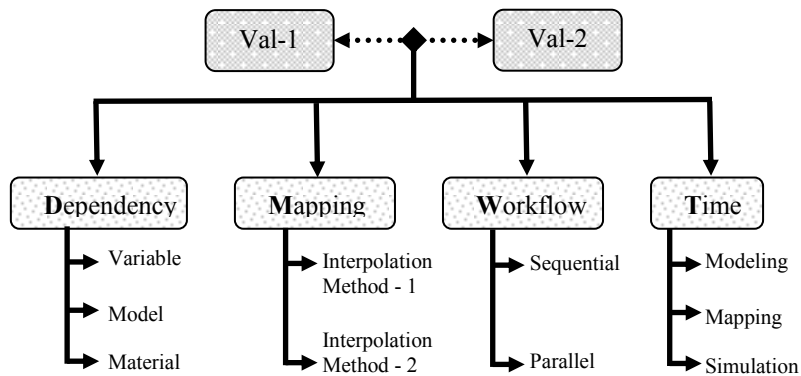 Val-1
Val-2
Dependency
Mapping
Workflow
Time
Variable
Model
Material
Interpolation
Method - 1
Interpolation
Method - 2
Sequential
Parallel
Modeling
Mapping
Simulation